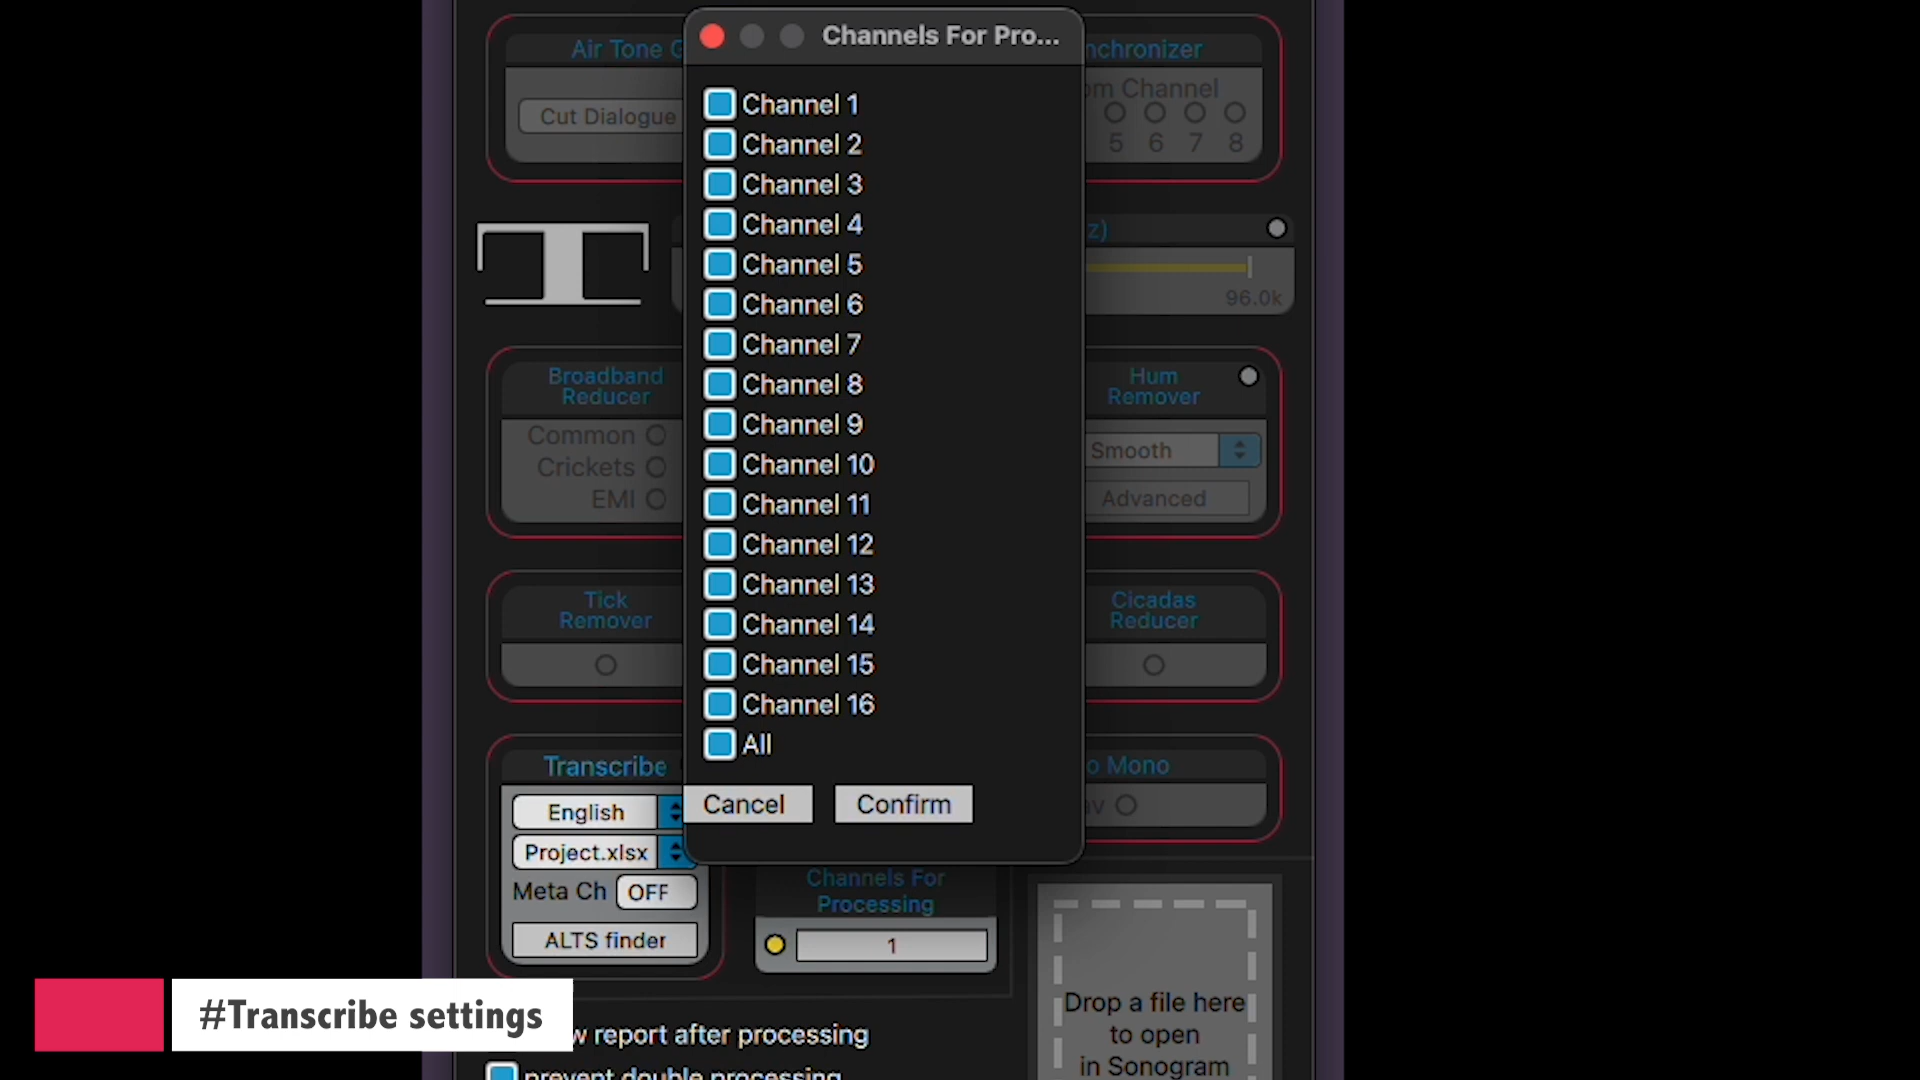 Channels For Pro...
Air Tone
nchronizer
om Channel
Cut Dialogue
5 6 7 8
Channel 1
Channel 2
Channel 3
Channel 4
Channel 5
Channel 6
Channel 7
Channel 8
Channel 9
Channel 10
Channel 11
Channel 12
Channel 13
Channel 14
Channel 15
Channel 16
All
Cancel
Confirm
T
z)
96.0k
Broadband
Reducer
Common
Crickets
EMI
Hum
Remover
Smooth
Advanced
Tick
Remover
Cicadas
Reducer
Transcribe
English
Project.xlsx
Meta Ch OFF
ALTS finder
o Mono
av
Channels For
Processing
1
Drop a file here
to open
in Sonogram
#Transcribe settings
w report after processing
prevent double processing